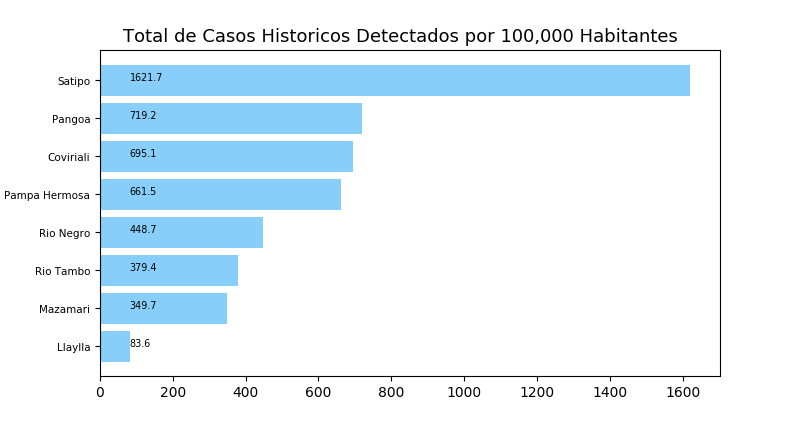 Total de Casos Historicos Detectados por 100,000 Habitantes
Satipo 1621.7
Pangoa 719.2
Coviriali 695.1
Pampa Hermosa 661.5
Rio Negro 448.7
Rio Tambo 379.4
Mazamari 349.7
Llaylla 83.6
0 200 400 600 800 1000 1200 1400 1600